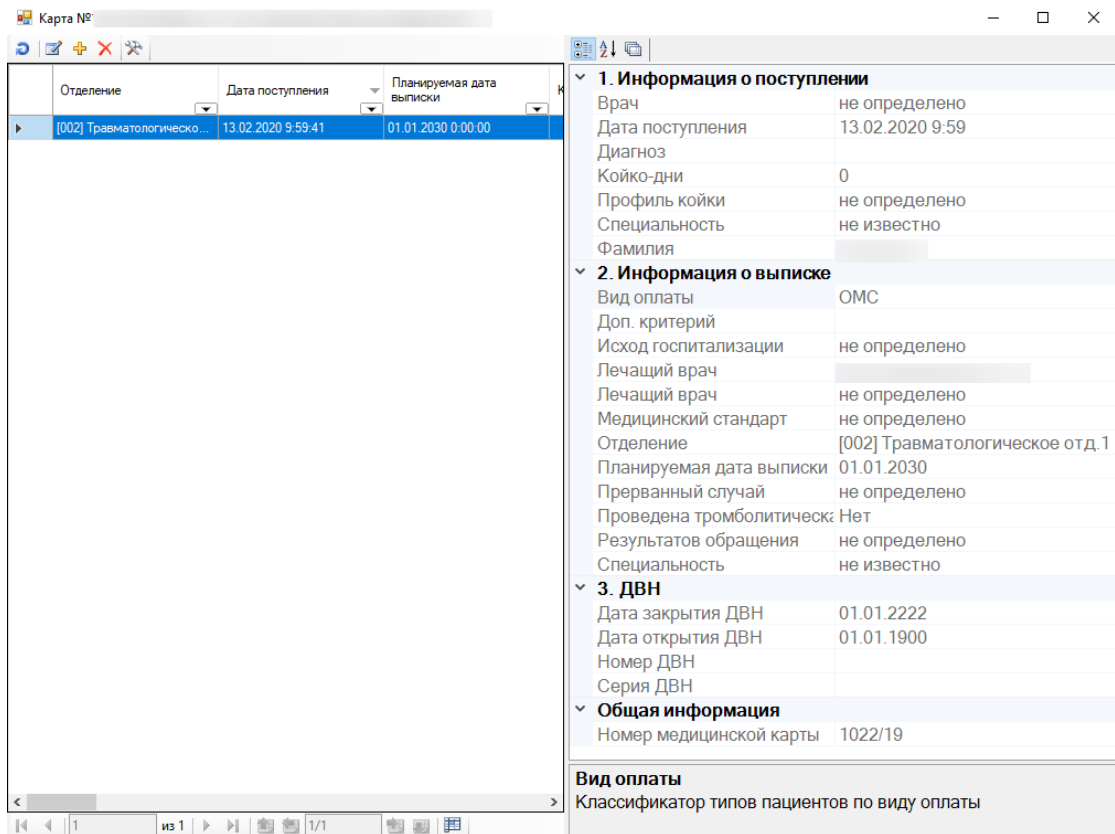 Карта №
Отделение
Дата поступления
Планируемая дата
выписки
К
[002] Травматологическо...
13.02.2020 9:59:41
01.01.2030 0:00:00
1
из 1
1/1
1. Информация о поступлении
Врач не определено
Дата поступления 13.02.2020 9:59
Диагноз
Койко-дни 0
Профиль койки не определено
Специальность не известно
Фамилия
2. Информация о выписке
Вид оплаты ОМС
Доп. критерий
Исход госпитализации не определено
Лечащий врач
Лечащий врач не определено
Медицинский стандарт не определено
Отделение [002] Травматологическое отд.1
Планируемая дата выписки 01.01.2030
Прерванный случай не определено
Проведена тромболитическа Нет
Результатов обращения не определено
Специальность не известно
3. ДВН
Дата закрытия ДВН 01.01.2222
Дата открытия ДВН 01.01.1900
Номер ДВН
Серия ДВН
Общая информация
Номер медицинской карты 1022/19
Вид оплаты
Классификатор типов пациентов по виду оплаты